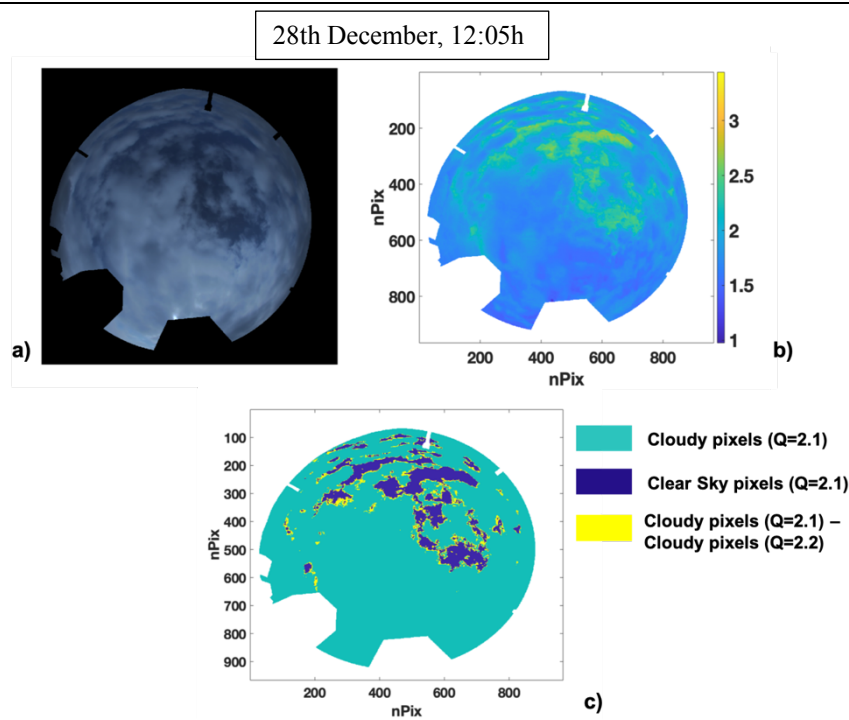 28th December, 12:05h
a)
200
400
600
800
nPix
200 400 600 800
nPix
3
2.5
2
1.5
1
b)
100
200
300
400
500
600
700
800
900
nPix
200 400 600 800
nPix
c)
Cloudy pixels (Q=2.1)
Clear Sky pixels (Q=2.1)
Cloudy pixels (Q=2.1) –
Cloudy pixels (Q=2.2)